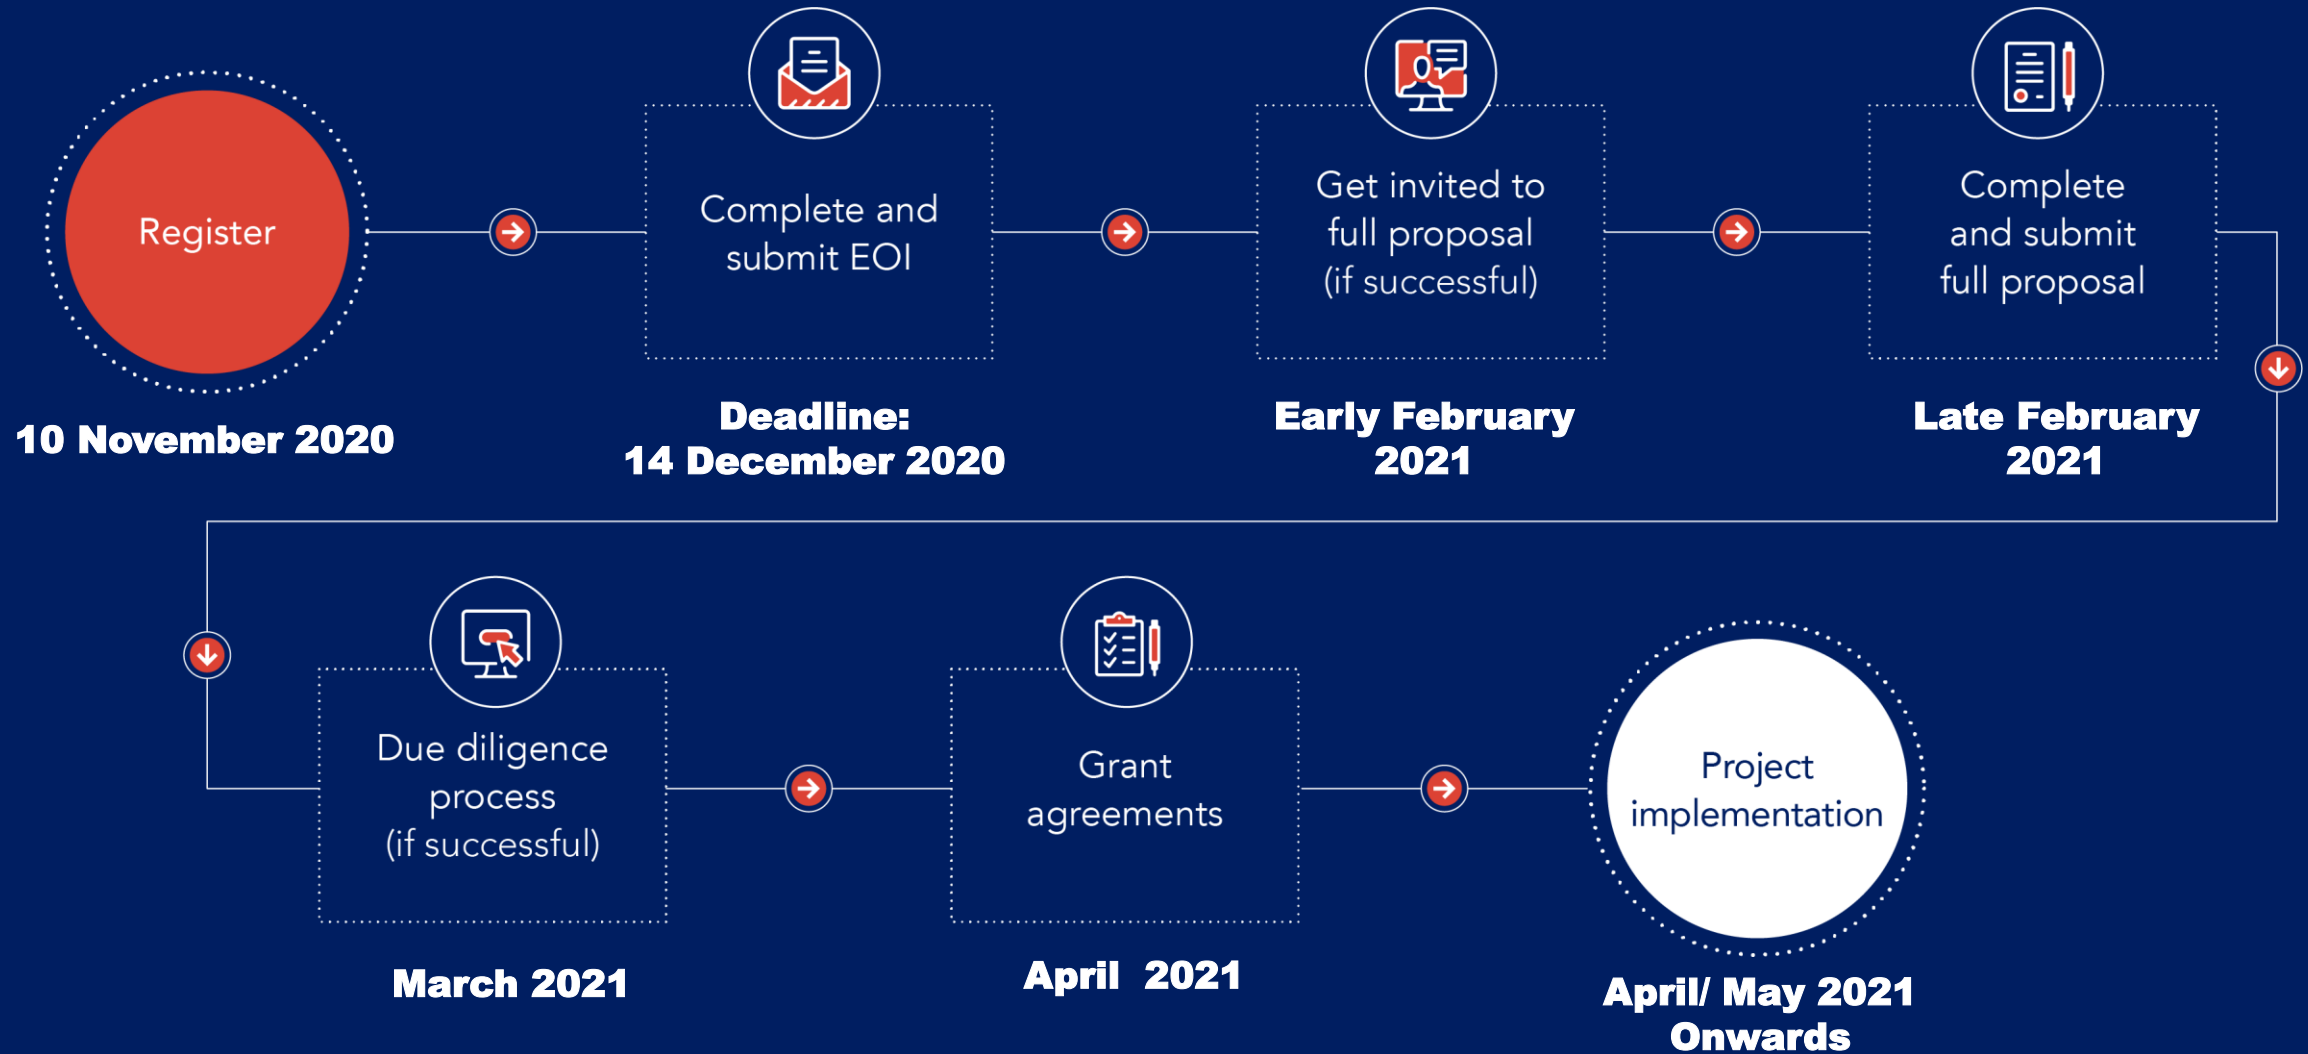 Register
10 November 2020
Complete and
submit EOI
Deadline:
14 December 2020
Get invited to
full proposal
(if successful)
Early February
2021
Complete
and submit
full proposal
Late February
2021
Due diligence
process
(if successful)
March 2021
Grant
agreements
April  2021
Project
implementation
April/ May 2021
Onwards